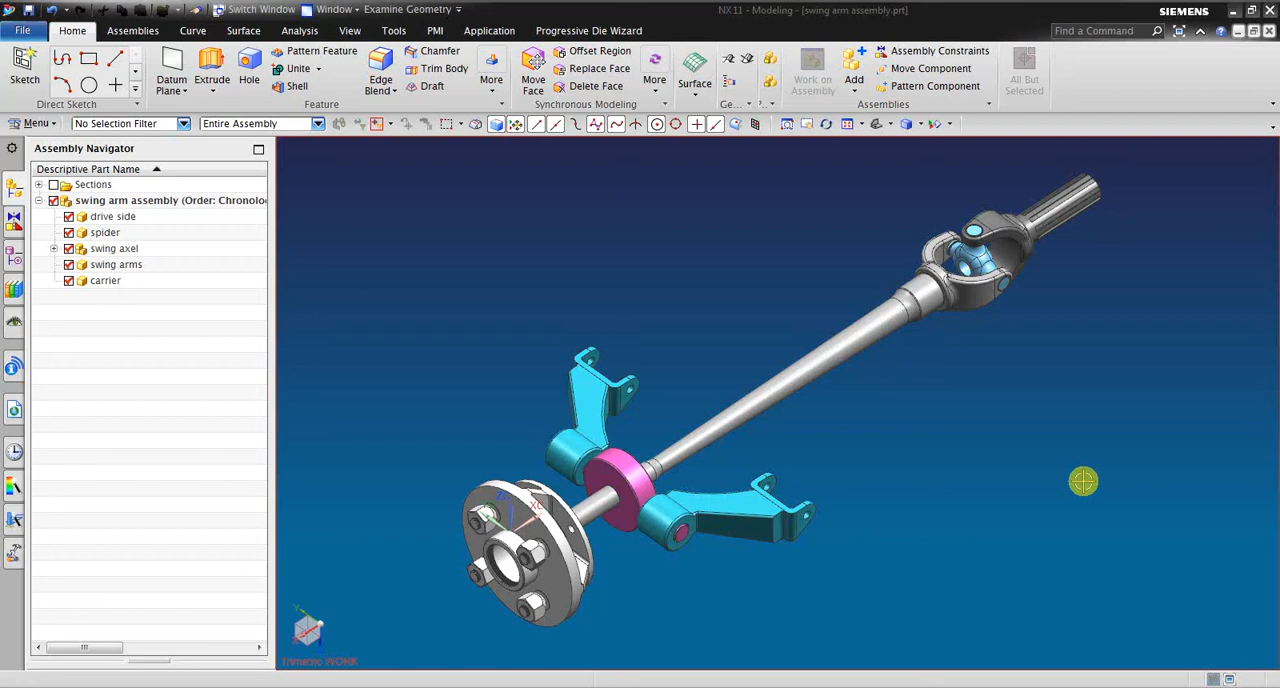 Switch Window
Window
Examine Geometry
NX 11 - Modeling - [swing arm assembly.prt]
SIEMENS
File
Home
Assemblies
Curve
Surface
Analysis
View
Tools
PMI
Application
Progressive Die Wizard
Find a Command
Sketch
Direct Sketch
Datum
Plane
Extrude
Hole
Pattern Feature
Unite
Shell
Edge
Blend
Chamfer
Trim Body
Draft
More
Feature
Move
Face
Offset Region
Replace Face
Delete Face
More
Synchronous Modeling
Surface
Ge...
Work on
Assembly
Add
Assembly Constraints
Move Component
Pattern Component
Assemblies
All But
Selected
Menu
No Selection Filter
Entire Assembly
Assembly Navigator
Descriptive Part Name
Sections
swing arm assembly (Order: Chronolo
drive side
spider
swing axel
swing arms
carrier
XC
Trimetric WORK